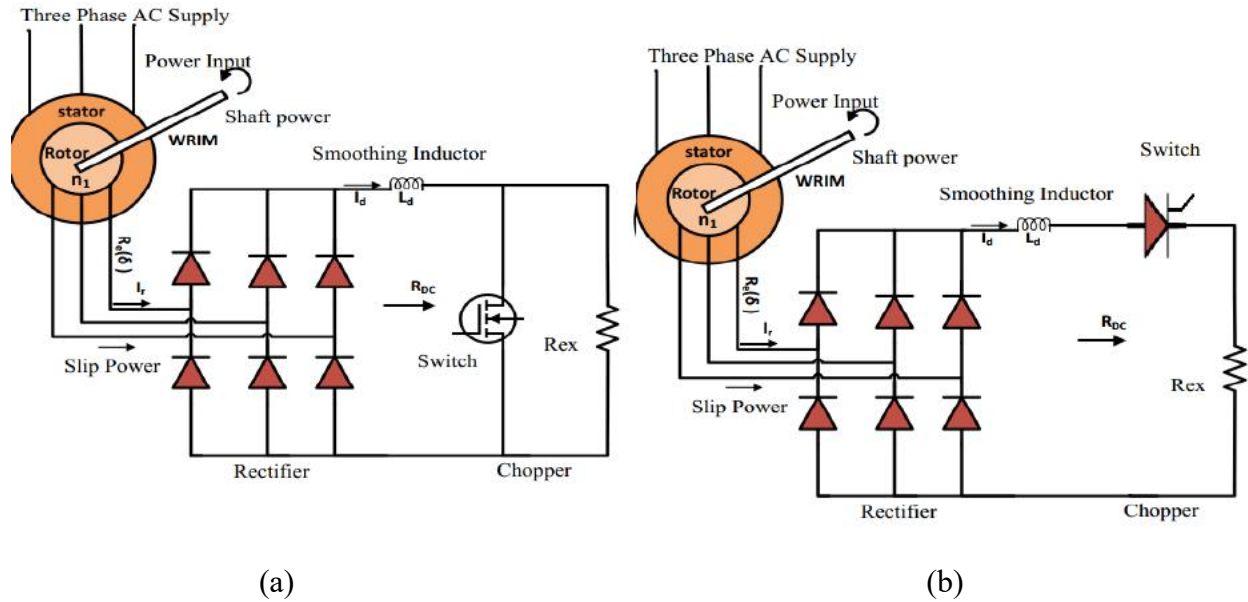 Three Phase AC Supply
Power Input
Shaft power
stator
WRIM
Rotor
n1
Smoothing Inductor
Id
Ld
Re(δ)
Ir
RDC
Slip Power
Switch
Rex
Rectifier
Chopper
(a)
Three Phase AC Supply
Power Input
Shaft power
stator
WRIM
Rotor
n1
Switch
Smoothing Inductor
Id
Ld
Re(δ)
Ir
RDC
Slip Power
Rex
Rectifier
Chopper
(b)